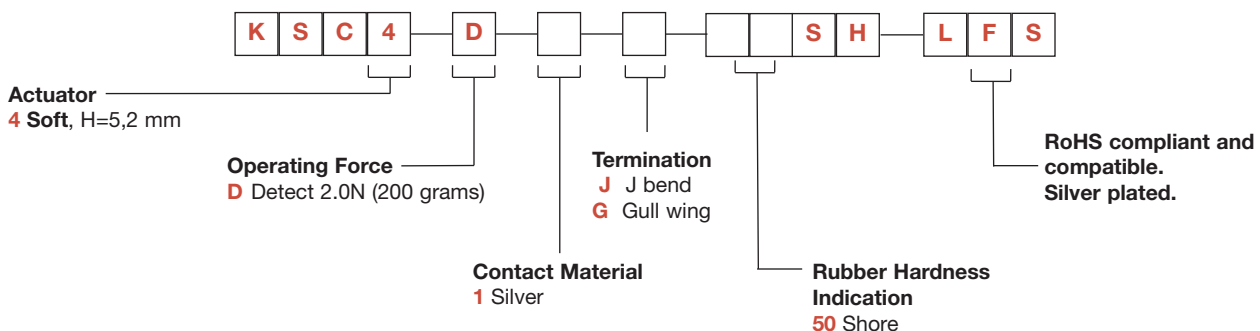 K S C 4 D S H L F S
Actuator
4 Soft, H=5,2 mm
Operating Force
D Detect 2.0N (200 grams)
Contact Material
1 Silver
Termination
J J bend
G Gull wing
Rubber Hardness
Indication
50 Shore
RoHS compliant and
compatible.
Silver plated.